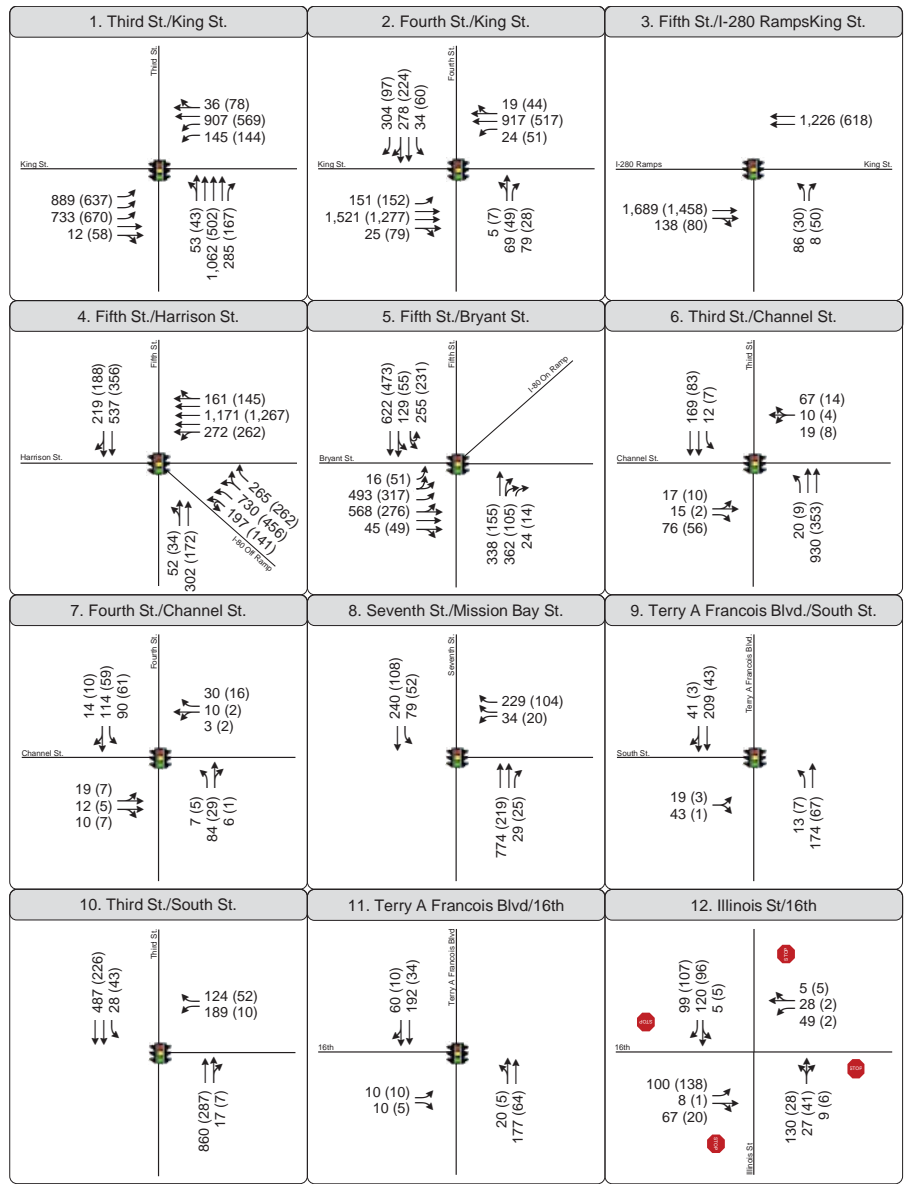 1. Third St./King St.
Third St.
36 (78)
907 (569)
145 (144)
King St.
889 (637)
733 (670)
12 (58)
53 (43)
1,062 (502)
285 (167)
2. Fourth St./King St.
Fourth St.
304 (97)
278 (224)
34 (60)
19 (44)
917 (517)
24 (51)
King St.
151 (152)
1,521 (1,277)
25 (79)
5 (7)
69 (49)
79 (28)
3. Fifth St./I-280 RampsKing St.
1,226 (618)
I-280 Ramps
King St.
1,689 (1,458)
138 (80)
86 (30)
8 (50)
4. Fifth St./Harrison St.
Fifth St.
219 (188)
537 (356)
161 (145)
1,171 (1,267)
272 (262)
Harrison St.
265 (262)
730 (456)
197 (141)
I-80 Off Ramp
52 (34)
302 (172)
5. Fifth St./Bryant St.
Fifth St.
I-80 On Ramp
622 (473)
129 (55)
255 (231)
Bryant St.
16 (51)
493 (317)
568 (276)
45 (49)
338 (155)
362 (105)
24 (14)
6. Third St./Channel St.
Third St.
169 (83)
12 (7)
67 (14)
10 (4)
19 (8)
Channel St.
17 (10)
15 (2)
76 (56)
20 (9)
930 (353)
7. Fourth St./Channel St.
Fourth St.
14 (10)
114 (59)
90 (61)
30 (16)
10 (2)
3 (2)
Channel St.
19 (7)
12 (5)
10 (7)
7 (5)
84 (29)
6 (1)
8. Seventh St./Mission Bay St.
Seventh St.
240 (108)
79 (52)
229 (104)
34 (20)
774 (219)
29 (25)
9. Terry A Francois Blvd./South St.
Terry A Francois Blvd.
41 (3)
209 (43)
South St.
19 (3)
43 (1)
13 (7)
174 (67)
10. Third St./South St.
Third St.
487 (226)
28 (43)
124 (52)
189 (10)
860 (287)
17 (7)
11. Terry A Francois Blvd/16th
Terry A Francois Blvd
60 (10)
192 (34)
16th
10 (10)
10 (5)
20 (5)
177 (64)
12. Illinois St/16th
STOP
99 (107)
120 (96)
5 (5)
5 (5)
28 (2)
49 (2)
STOP
16th
STOP
100 (138)
8 (1)
67 (20)
130 (28)
27 (41)
9 (6)
STOP
Illinois St